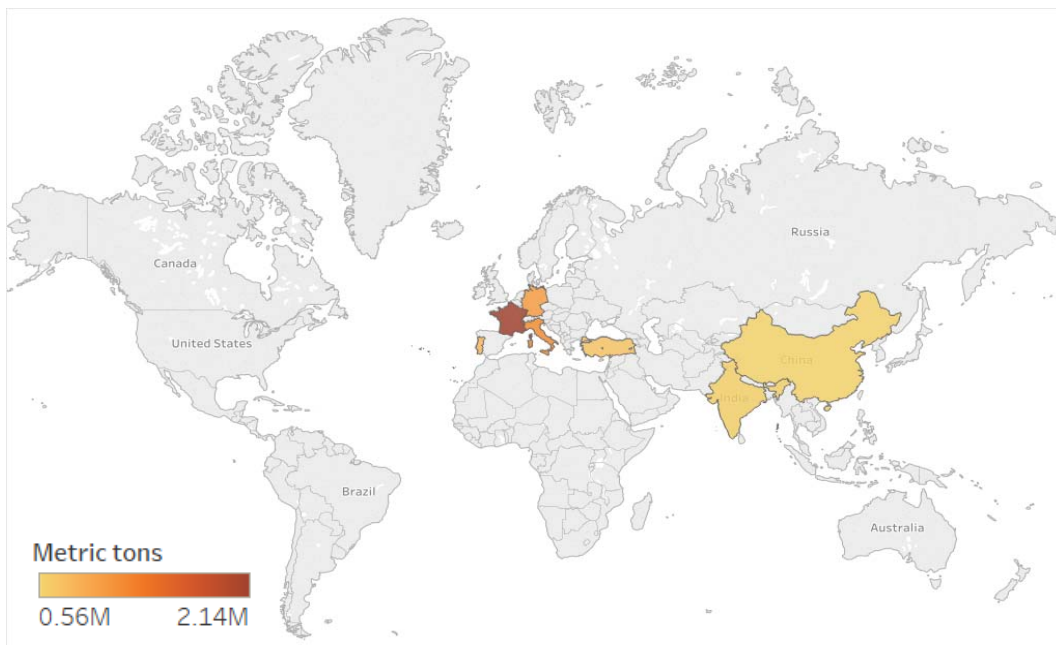 Russia
Canada
United States
China
India
Brazil
Australia
Metric tons
0.56M 2.14M